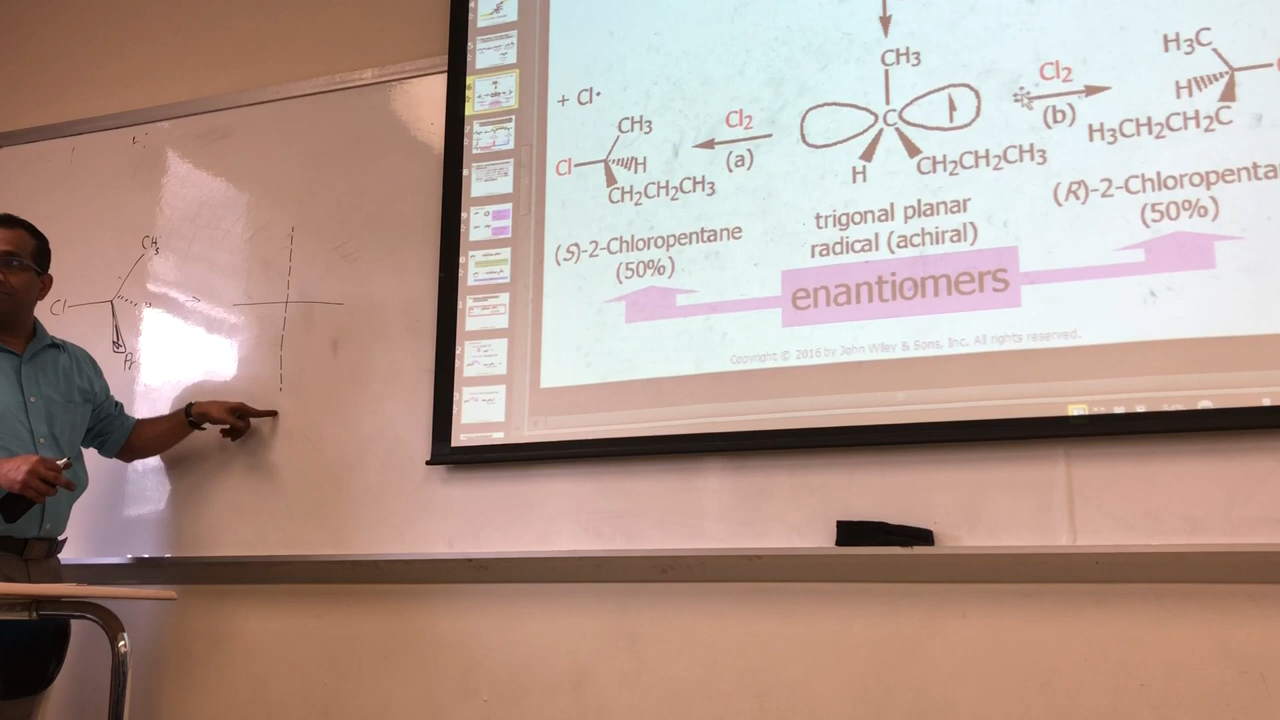 CH3
Cl
Pr
CH3
+ Cl•
CH3
Cl
H
CH2CH2CH3
Cl2
(a)
C
H
CH2CH2CH3
Cl2
(b)
H3C
H
H3CH2CH2C
(S)-2-Chloropentane
(50%)
trigonal planar
radical (achiral)
(R)-2-Chloropenta
(50%)
enantiomers
Copyright © 2016 by John Wiley & Sons, Inc. All rights reserved.